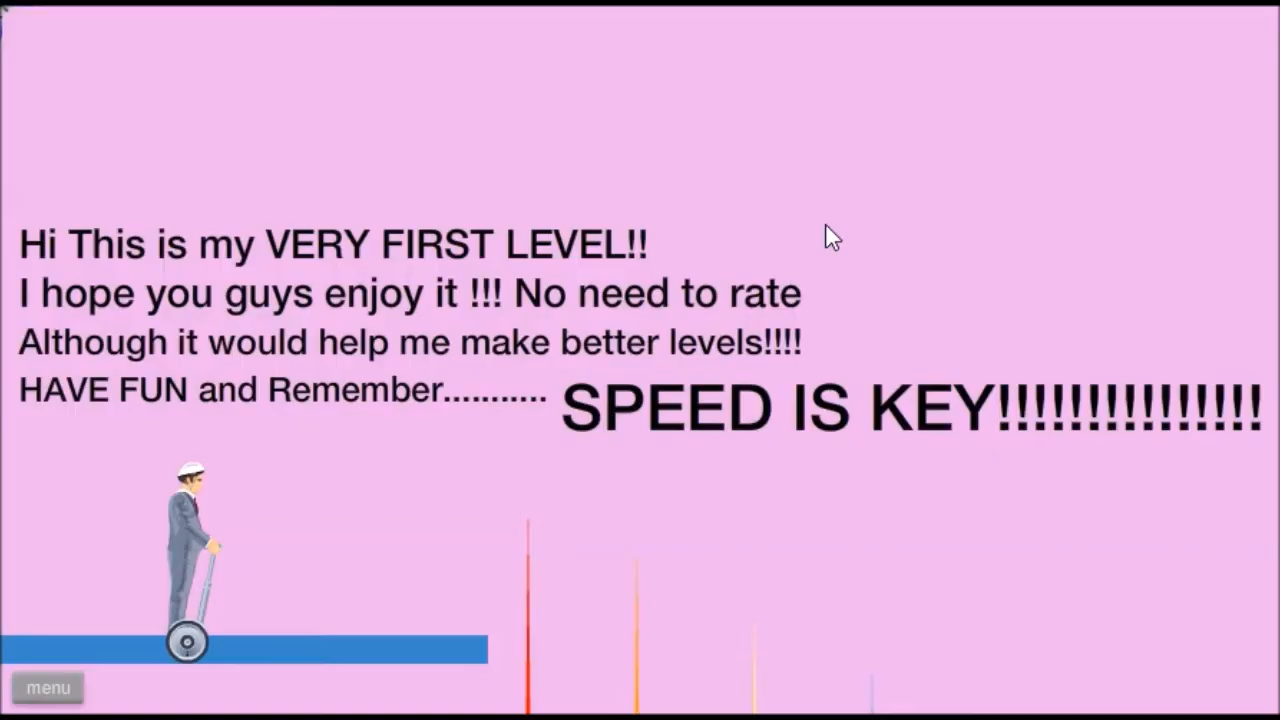 Hi This is my VERY FIRST LEVEL!!
I hope you guys enjoy it !!! No need to rate
Although it would help me make better levels!!!!
HAVE FUN and Remember...........
SPEED IS KEY!!!!!!!!!!!!!!!
menu